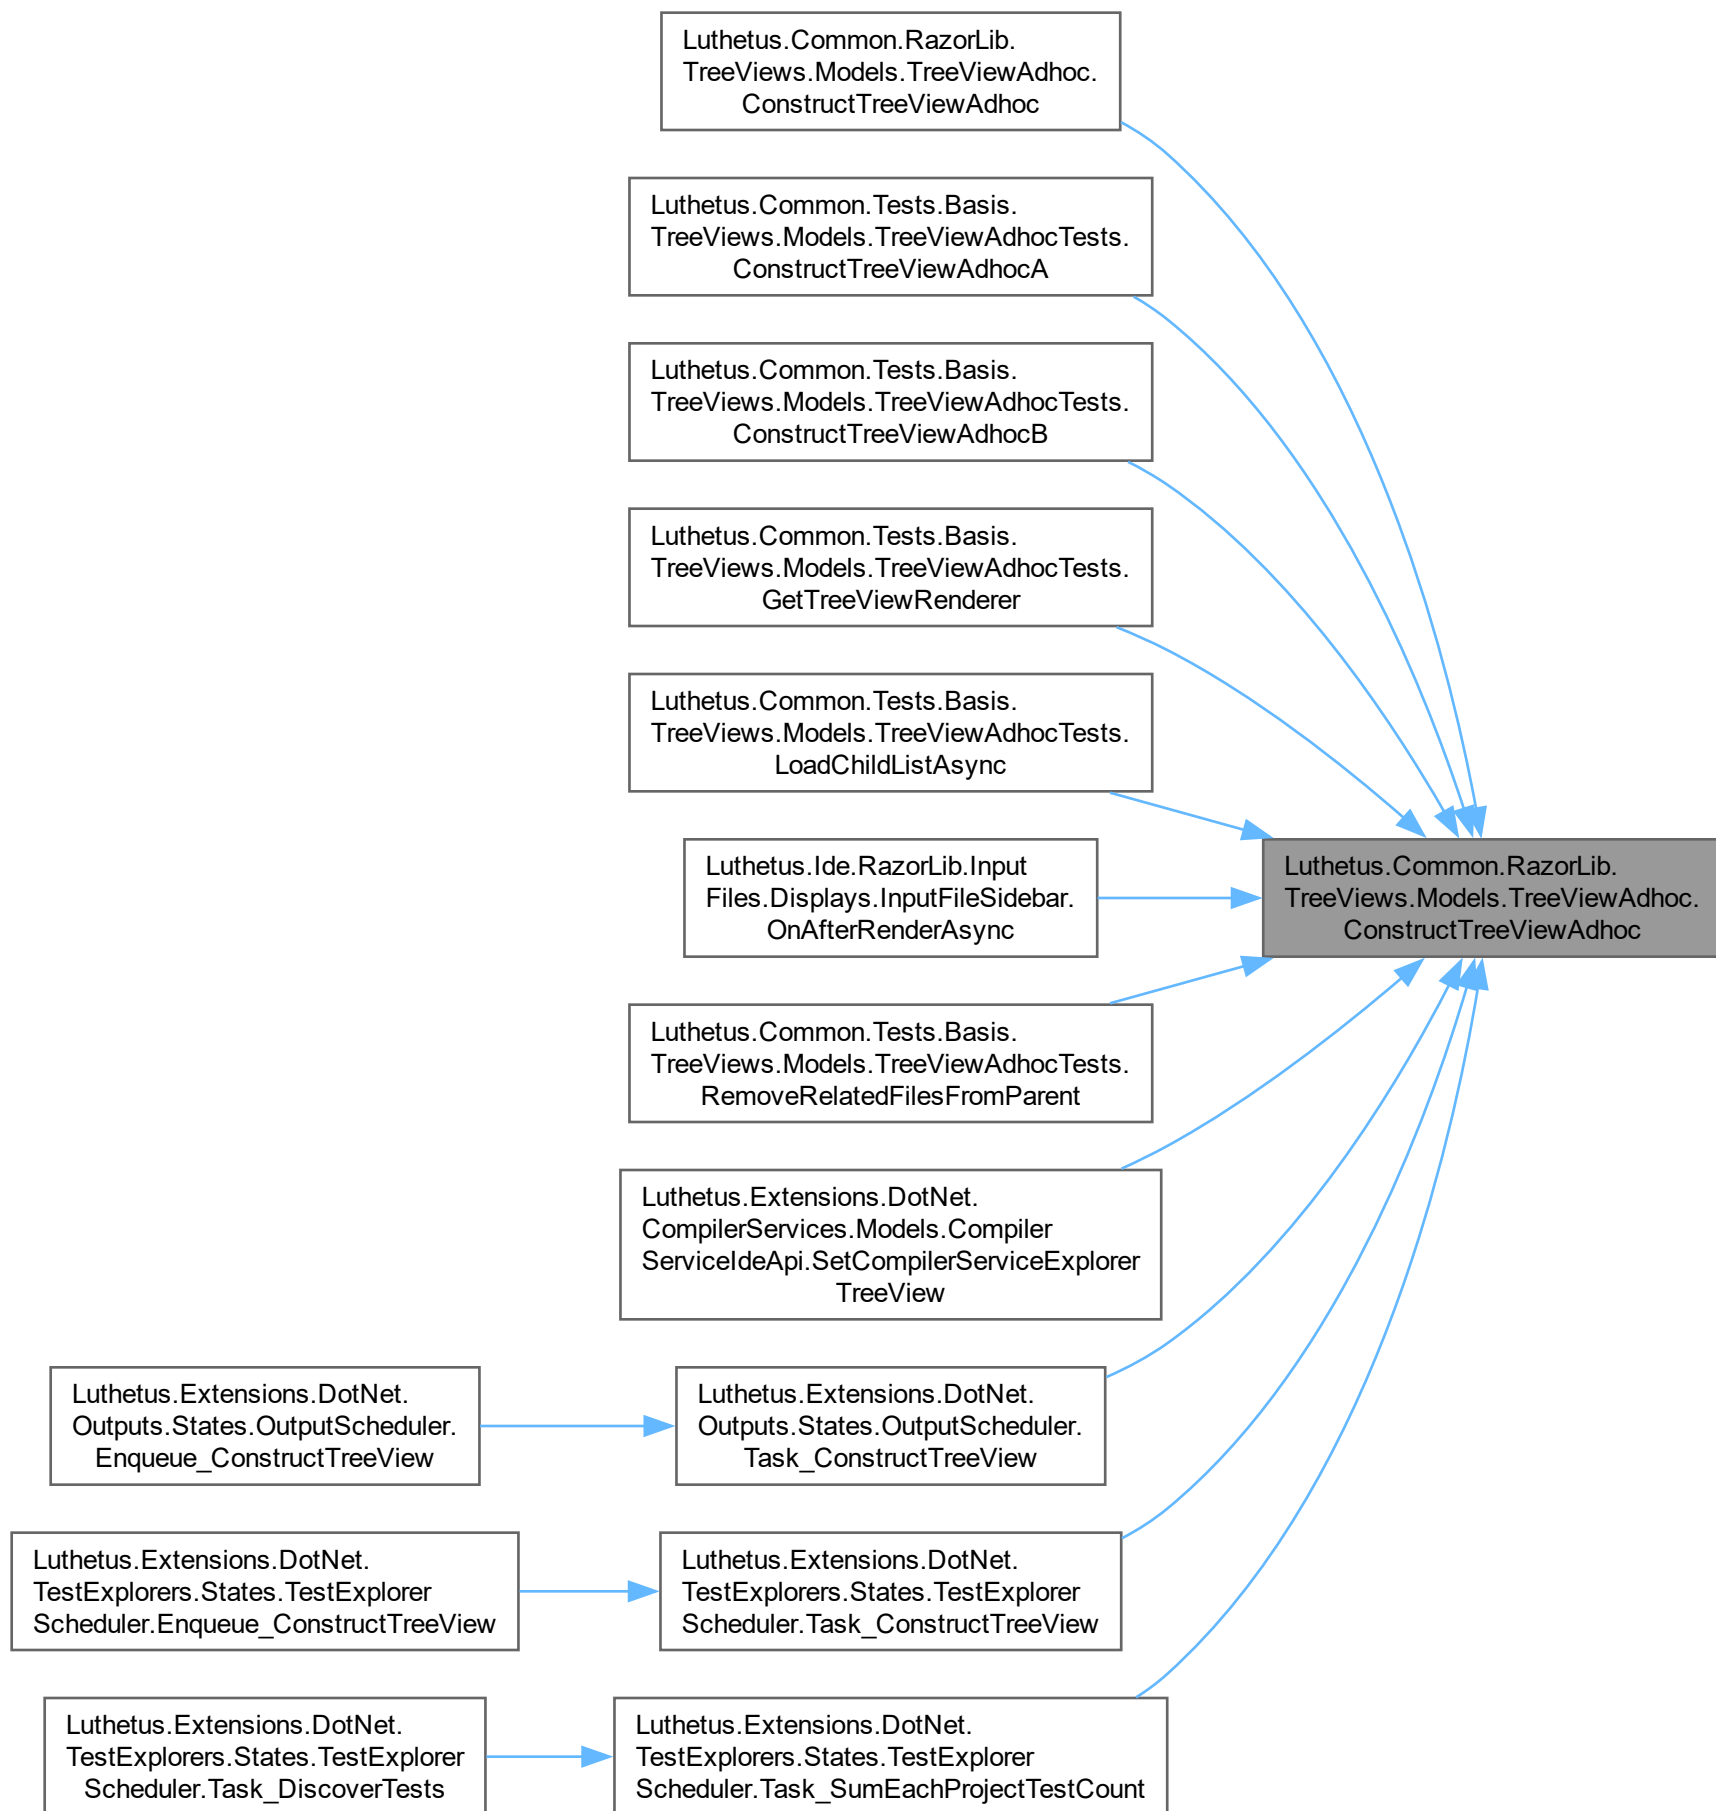 Luthetus.Common.RazorLib.
TreeViews.Models.TreeViewAdhoc.
ConstructTreeViewAdhoc
Luthetus.Common.Tests.Basis.
TreeViews.Models.TreeViewAdhocTests.
ConstructTreeViewAdhocA
Luthetus.Common.Tests.Basis.
TreeViews.Models.TreeViewAdhocTests.
ConstructTreeViewAdhocB
Luthetus.Common.Tests.Basis.
TreeViews.Models.TreeViewAdhocTests.
GetTreeViewRenderer
Luthetus.Common.Tests.Basis.
TreeViews.Models.TreeViewAdhocTests.
LoadChildListAsync
Luthetus.Ide.RazorLib.Input
Files.Displays.InputFileSidebar.
OnAfterRenderAsync
Luthetus.Common.RazorLib.
TreeViews.Models.TreeViewAdhoc.
ConstructTreeViewAdhoc
Luthetus.Common.Tests.Basis.
TreeViews.Models.TreeViewAdhocTests.
RemoveRelatedFilesFromParent
Luthetus.Extensions.DotNet.
CompilerServices.Models.Compiler
ServiceIdeApi.SetCompilerServiceExplorer
TreeView
Luthetus.Extensions.DotNet.
Outputs.States.OutputScheduler.
Enqueue_ConstructTreeView
Luthetus.Extensions.DotNet.
Outputs.States.OutputScheduler.
Task_ConstructTreeView
Luthetus.Extensions.DotNet.
TestExplorers.States.TestExplorer
Scheduler.Enqueue_ConstructTreeView
Luthetus.Extensions.DotNet.
TestExplorers.States.TestExplorer
Scheduler.Task_ConstructTreeView
Luthetus.Extensions.DotNet.
TestExplorers.States.TestExplorer
Scheduler.Task_DiscoverTests
Luthetus.Extensions.DotNet.
TestExplorers.States.TestExplorer
Scheduler.Task_SumEachProjectTestCount